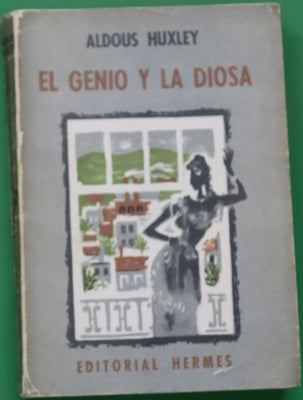 ALDOUS HUXLEY
EL GENIO Y LA DIOSA
EDITORIAL HERMES